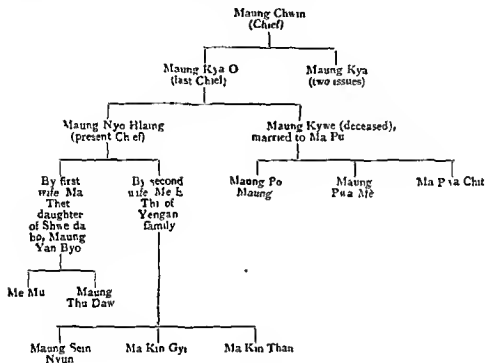 Maung Chwin
(Chief)
Maung Kya O
(last Chief)
Maung Kya
(two issues)
Maung Nyo Hlaing
(present Chief)
Maung Kywe (deceased),
married to Ma Pu
By first
wife Ma
Thet
daughter
of Shwe da
bo, Maung
Yan Byo
By second
wife Me E
Thi of
Yengan
family
Maung Po
Maung
Maung
Pwa Me
Ma Chit
Me Mu
Maung
Thu Daw
Maung Sein
Nyun
Ma Kin Gyi
Ma Kin Than